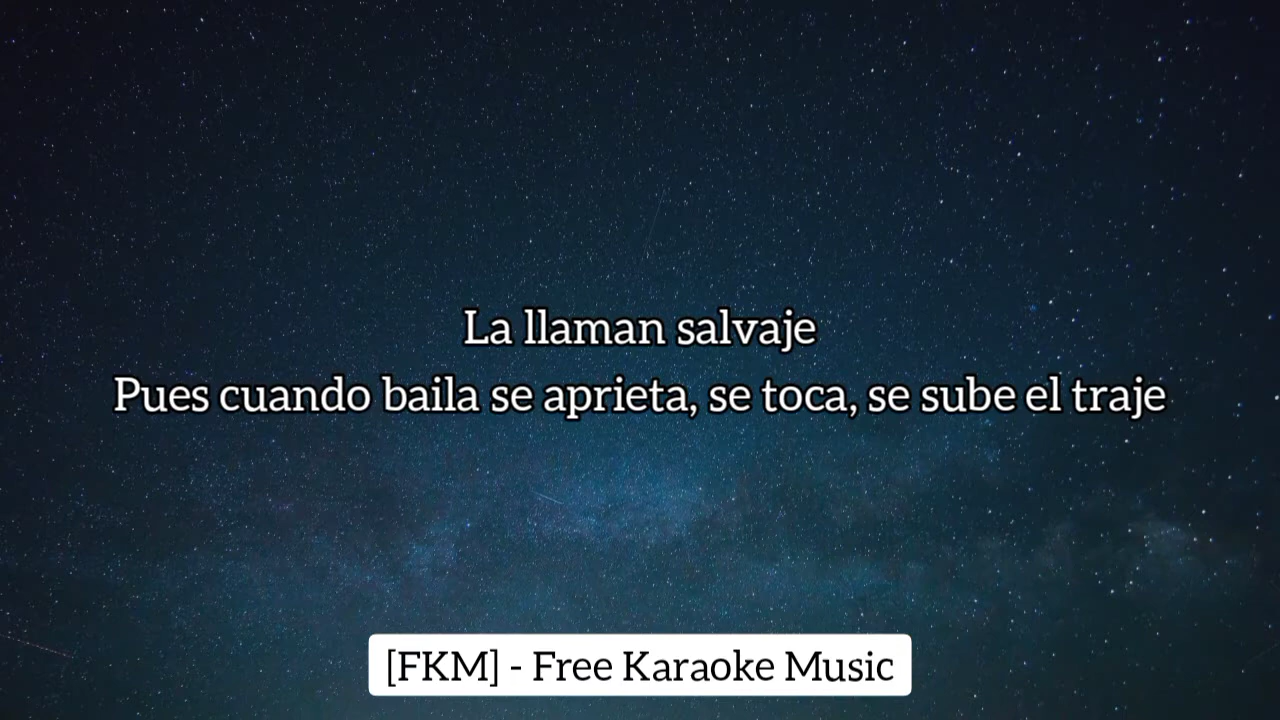 La llaman salvaje
Pues cuando baila se aprieta, se toca, se sube el traje
[FKM] - Free Karaoke Music